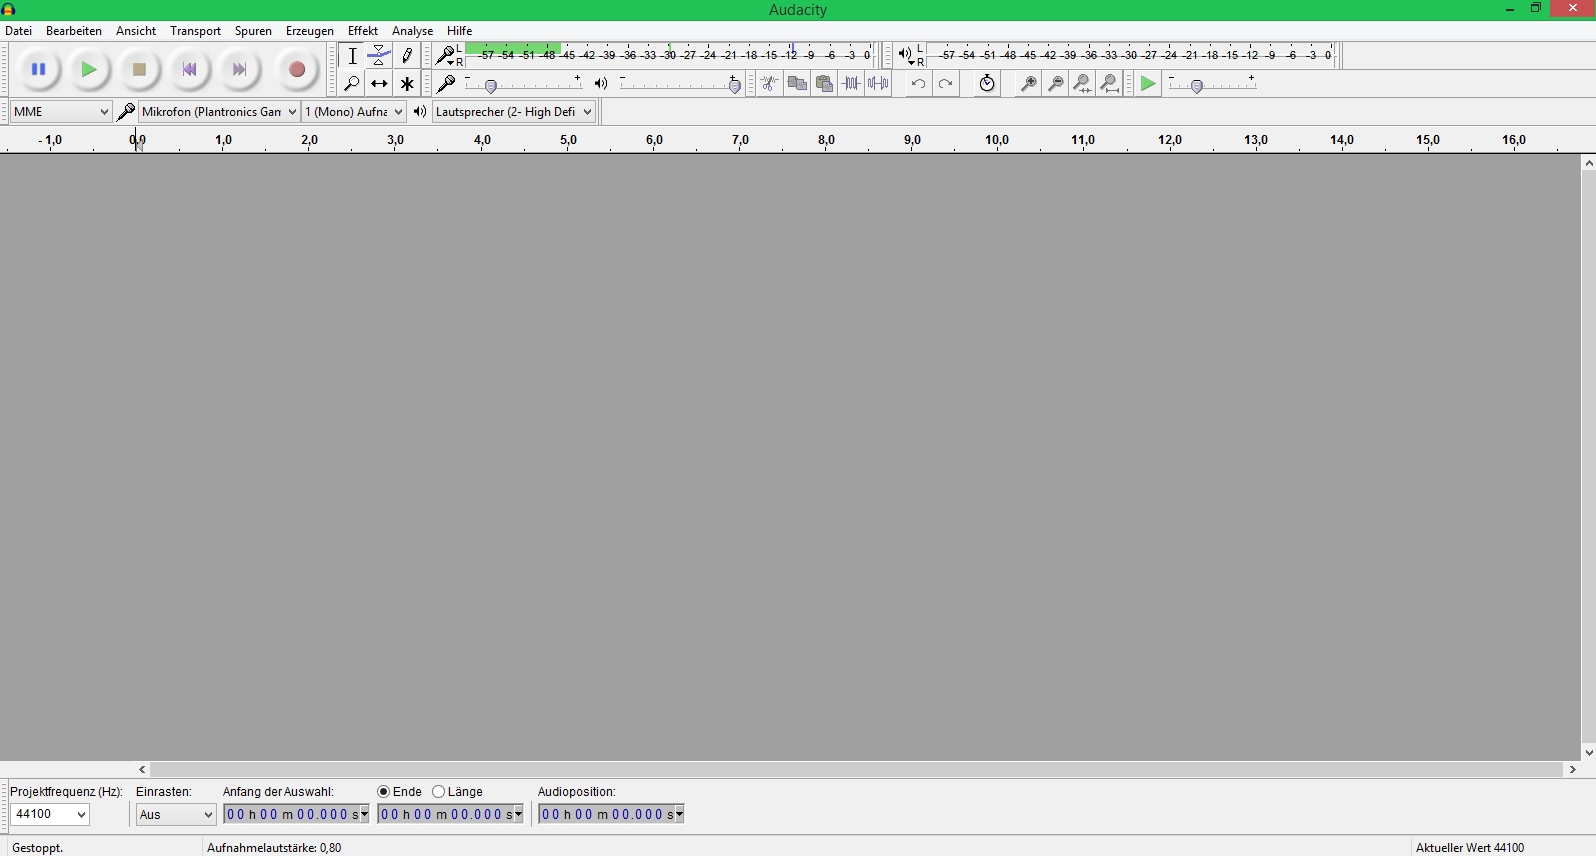 Audacity
Datei Bearbeiten Ansicht Transport Spuren Erzeugen Effekt Analyse Hilfe
L
R
-57 -54 -51 -48 -45 -42 -39 -36 -33 -30 -27 -24 -21 -18 -15 -12 -9 -6 -3 0
L
R
-57 -54 -51 -48 -45 -42 -39 -36 -33 -30 -27 -24 -21 -18 -15 -12 -9 -6 -3 0
- + - + - +
MME Mikrofon (Plantronics Gan 1 (Mono) Aufna Lautsprecher (2- High Defi
- 1,0 0,0 1,0 2,0 3,0 4,0 5,0 6,0 7,0 8,0 9,0 10,0 11,0 12,0 13,0 14,0 15,0 16,0
Projektfrequenz (Hz): Einrasten: Anfang der Auswahl: Ende Länge Audioposition:
44100 Aus 00 h 00 m 00.000 s 00 h 00 m 00.000 s 00 h 00 m 00.000 s
Gestoppt. Aufnahmelautstärke: 0,80 Aktueller Wert 44100